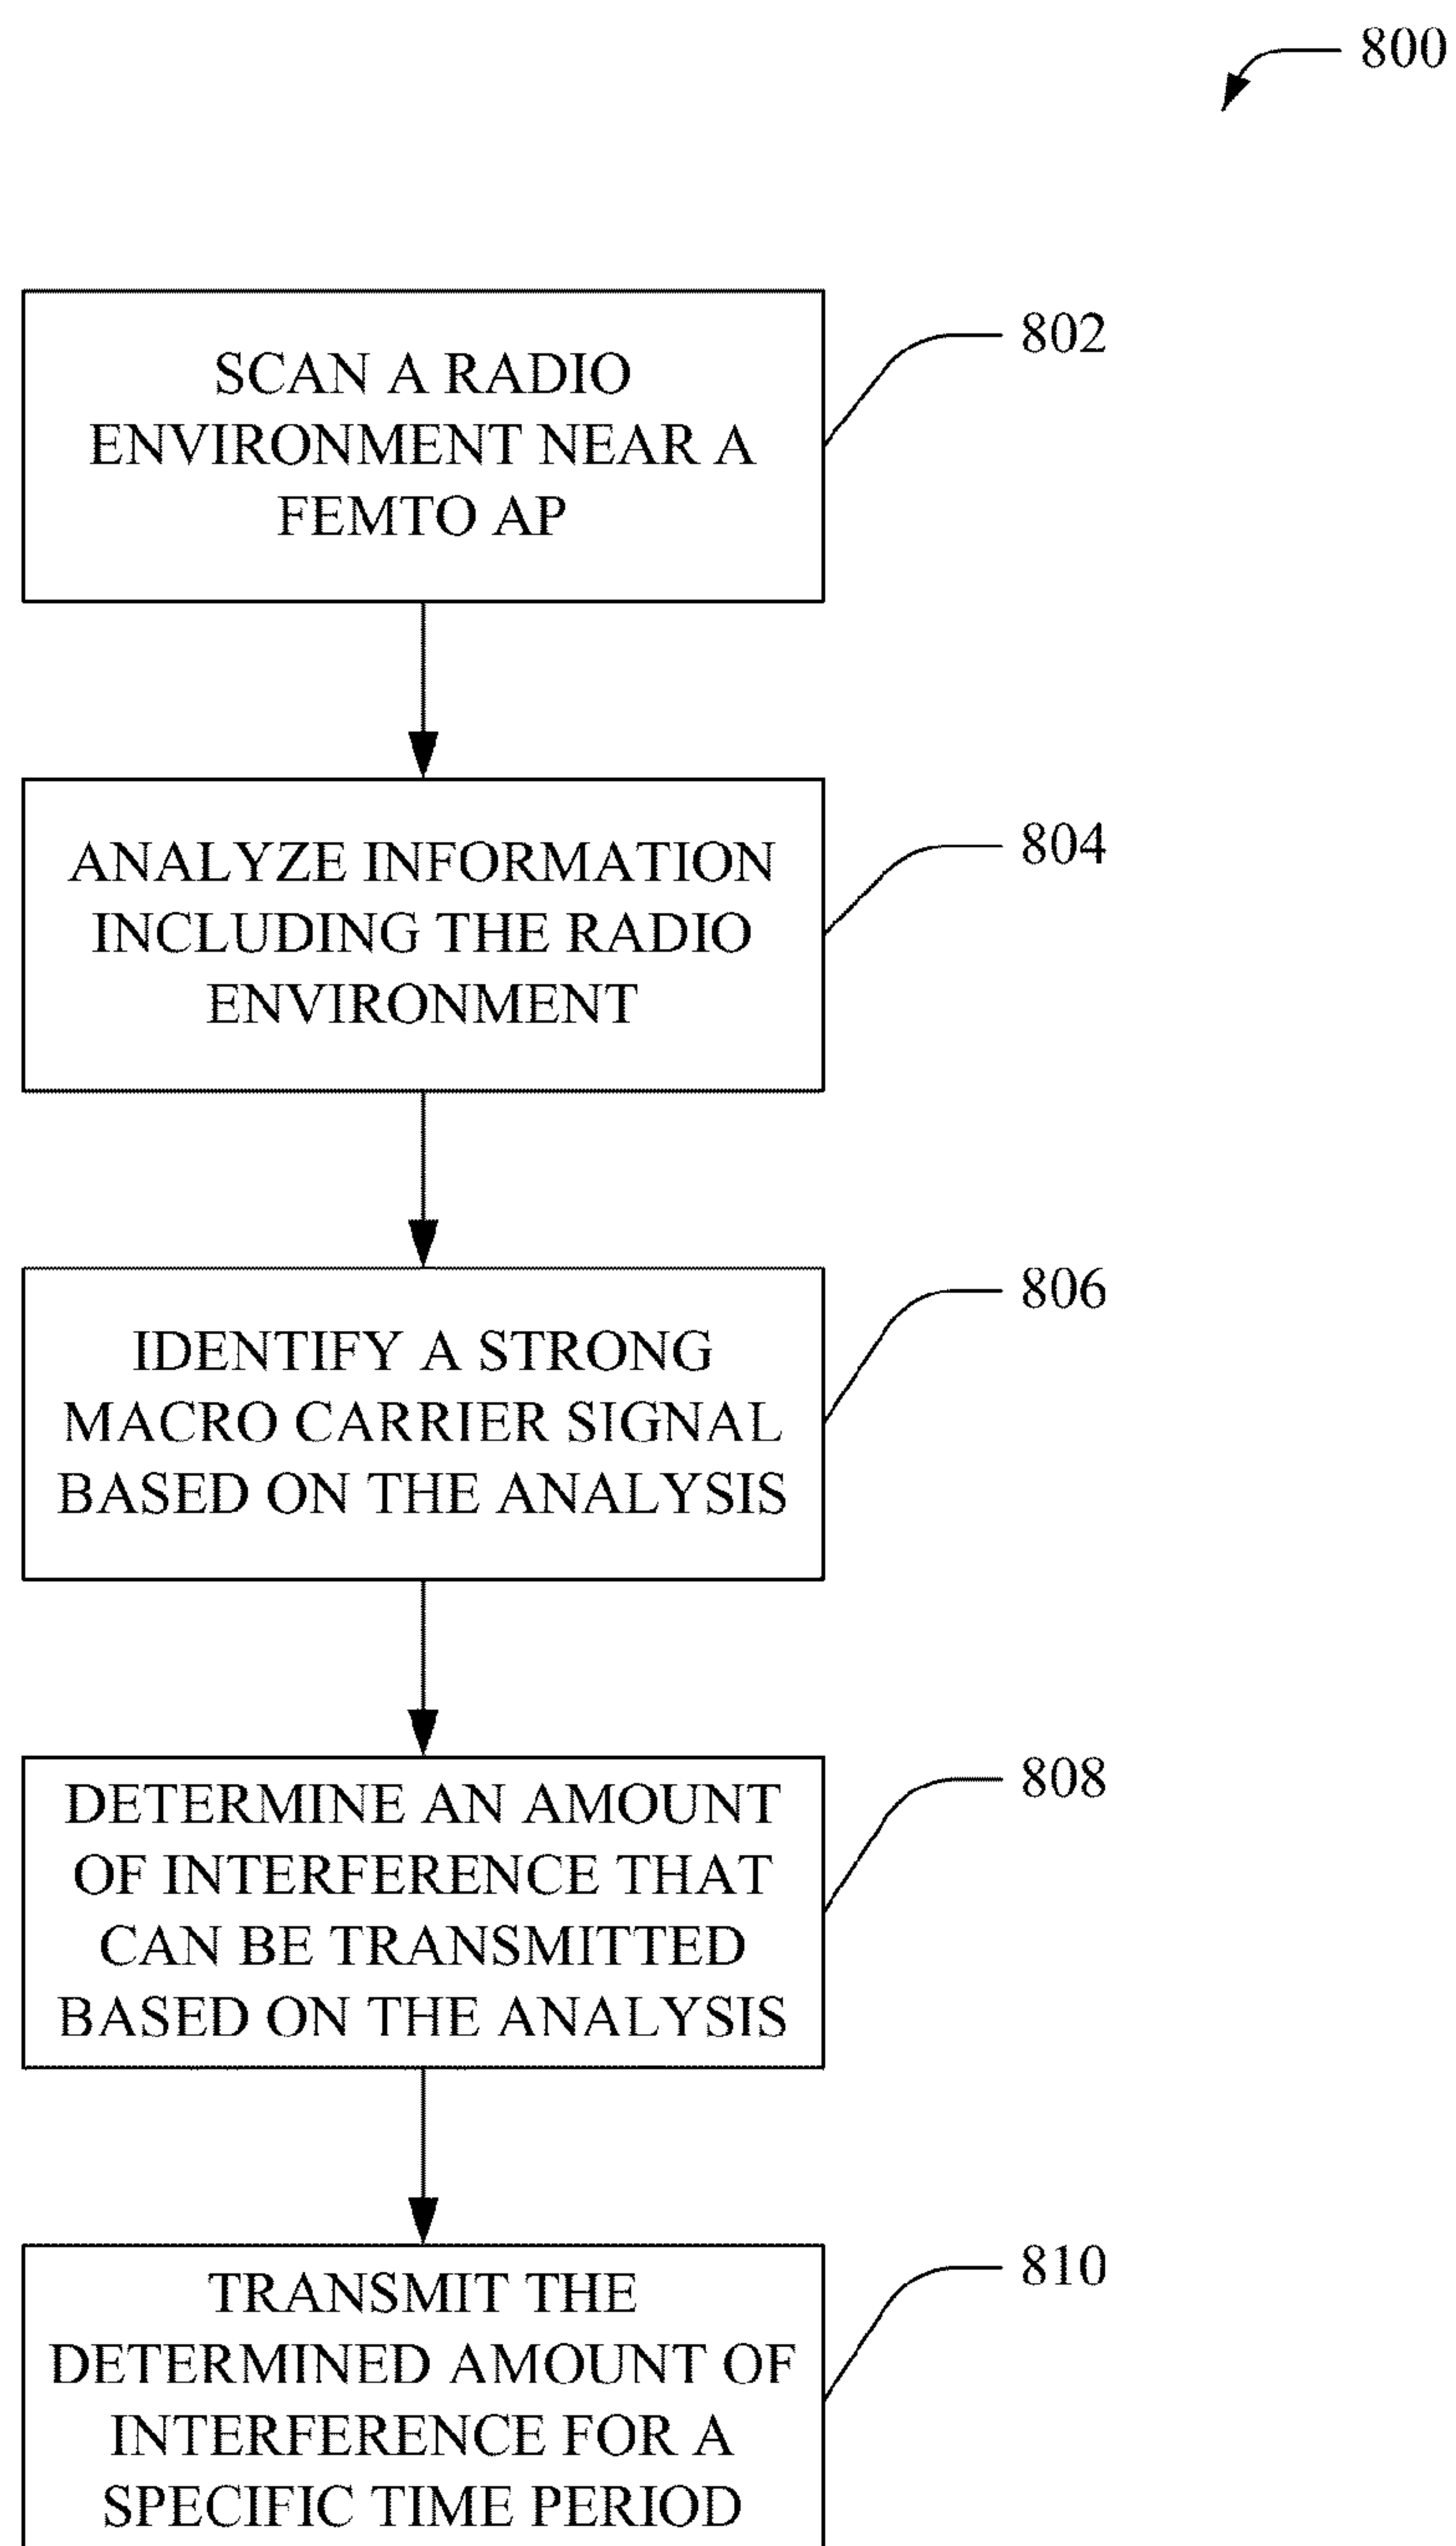 800
SCAN A RADIO
ENVIRONMENT NEAR A
FEMTO AP
802
ANALYZE INFORMATION
INCLUDING THE RADIO
ENVIRONMENT
804
IDENTIFY A STRONG
MACRO CARRIER SIGNAL
BASED ON THE ANALYSIS
806
DETERMINE AN AMOUNT
OF INTERFERENCE THAT
CAN BE TRANSMITTED
BASED ON THE ANALYSIS
808
TRANSMIT THE
DETERMINED AMOUNT OF
INTERFERENCE FOR A
SPECIFIC TIME PERIOD
810